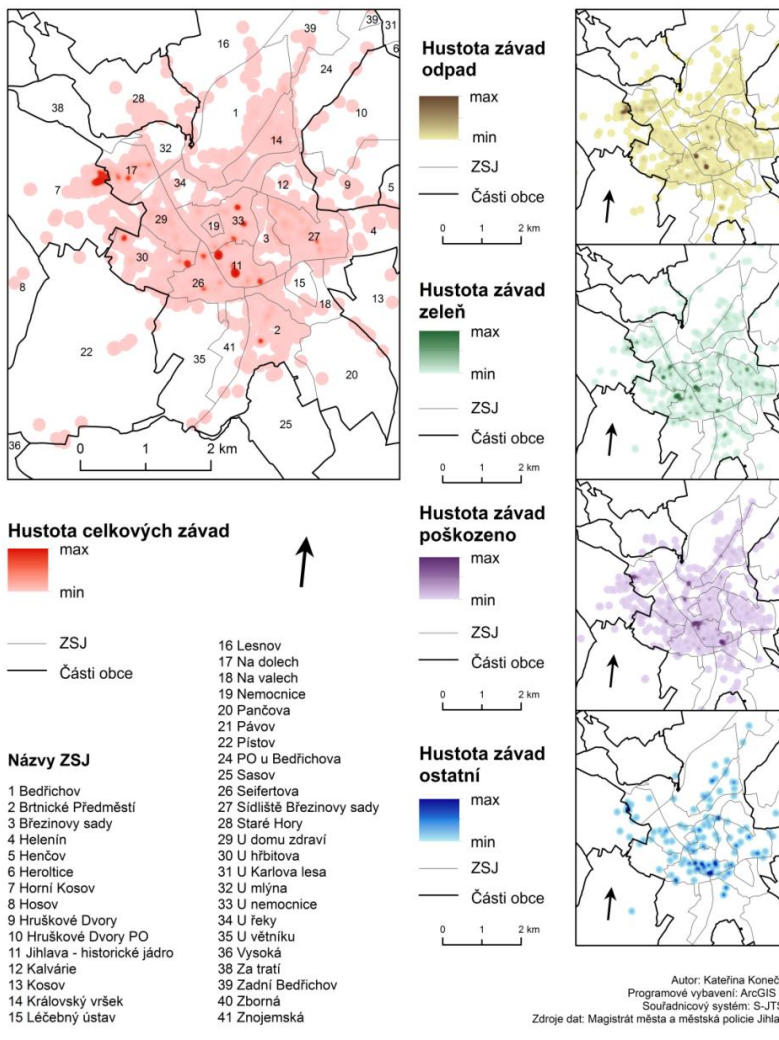 39
39
31
16
6
24
38
28
1
10
14
32
17
34
12
9
5
7
29
19
33
3
27
4
30
11
26
15
8
18
13
2
22
41
35
20
25
36
0 1 2 km
Hustota celkových závad
max
min
ZSJ
Části obce
Názvy ZSJ
1 Bedřichov
2 Brtnické Předměstí
3 Březinovy sady
4 Helenín
5 Henčov
6 Heroltice
7 Horní Kosov
8 Hosov
9 Hruškové Dvory
10 Hruškové Dvory PO
11 Jihlava - historické jádro
12 Kalvárie
13 Kosov
14 Královský vršek
15 Léčebný ústav
16 Lesnov
17 Na dolech
18 Na valech
19 Nemocnice
20 Pančova
21 Pávov
22 Pístov
24 PO u Bedřichova
25 Sasov
26 Seifertova
27 Sídliště Březinovy sady
28 Staré Hory
29 U domu zdraví
30 U hřbitova
31 U Karlova lesa
32 U mlýna
33 U nemocnice
34 U řeky
35 U větníku
36 Vysoká
38 Za tratí
39 Zadní Bedřichov
40 Zborná
41 Znojemská
Hustota závad
odpad
max
min
ZSJ
Části obce
0 1 2 km
Hustota závad
zeleň
max
min
ZSJ
Části obce
0 1 2 km
Hustota závad
poškozeno
max
min
ZSJ
Části obce
0 1 2 km
Hustota závad
ostatní
max
min
ZSJ
Části obce
0 1 2 km
Autor: Kateřina Koneč
Programové vybavení: ArcGIS
Souřadnicový systém: S-JTS
Zdroje dat: Magistrát města a městská policie Jihla